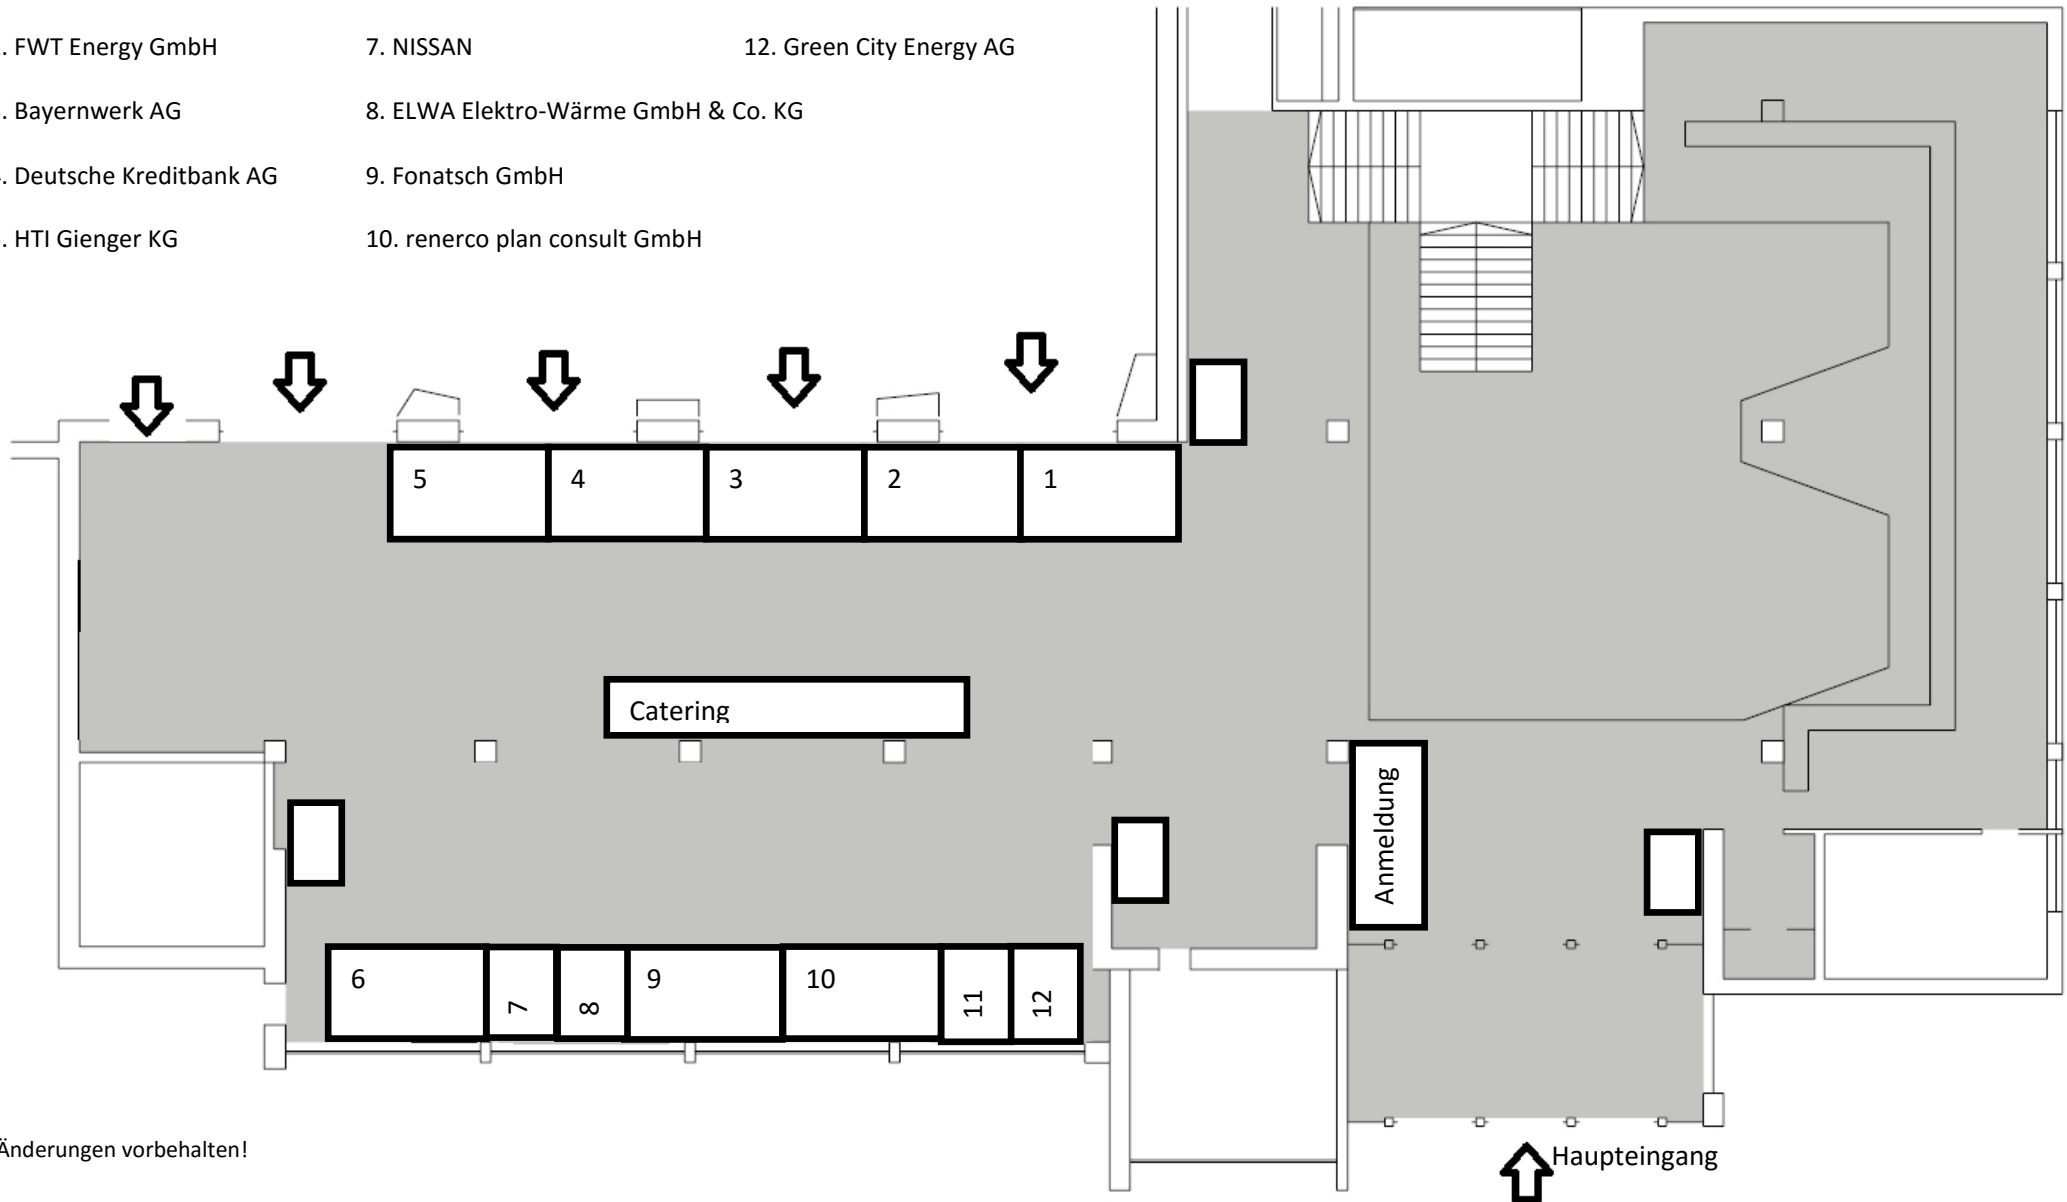 . FWT Energy GmbH
7. NISSAN
12. Green City Energy AG
. Bayernwerk AG
8. ELWA Elektro-Wärme GmbH & Co. KG
. Deutsche Kreditbank AG
9. Fonatsch GmbH
. HTI Gienger KG
10. renerco plan consult GmbH
5
4
3
2
1
Catering
Anmeldung
6
7
8
9
10
11
12
Änderungen vorbehalten!
Haupteingang